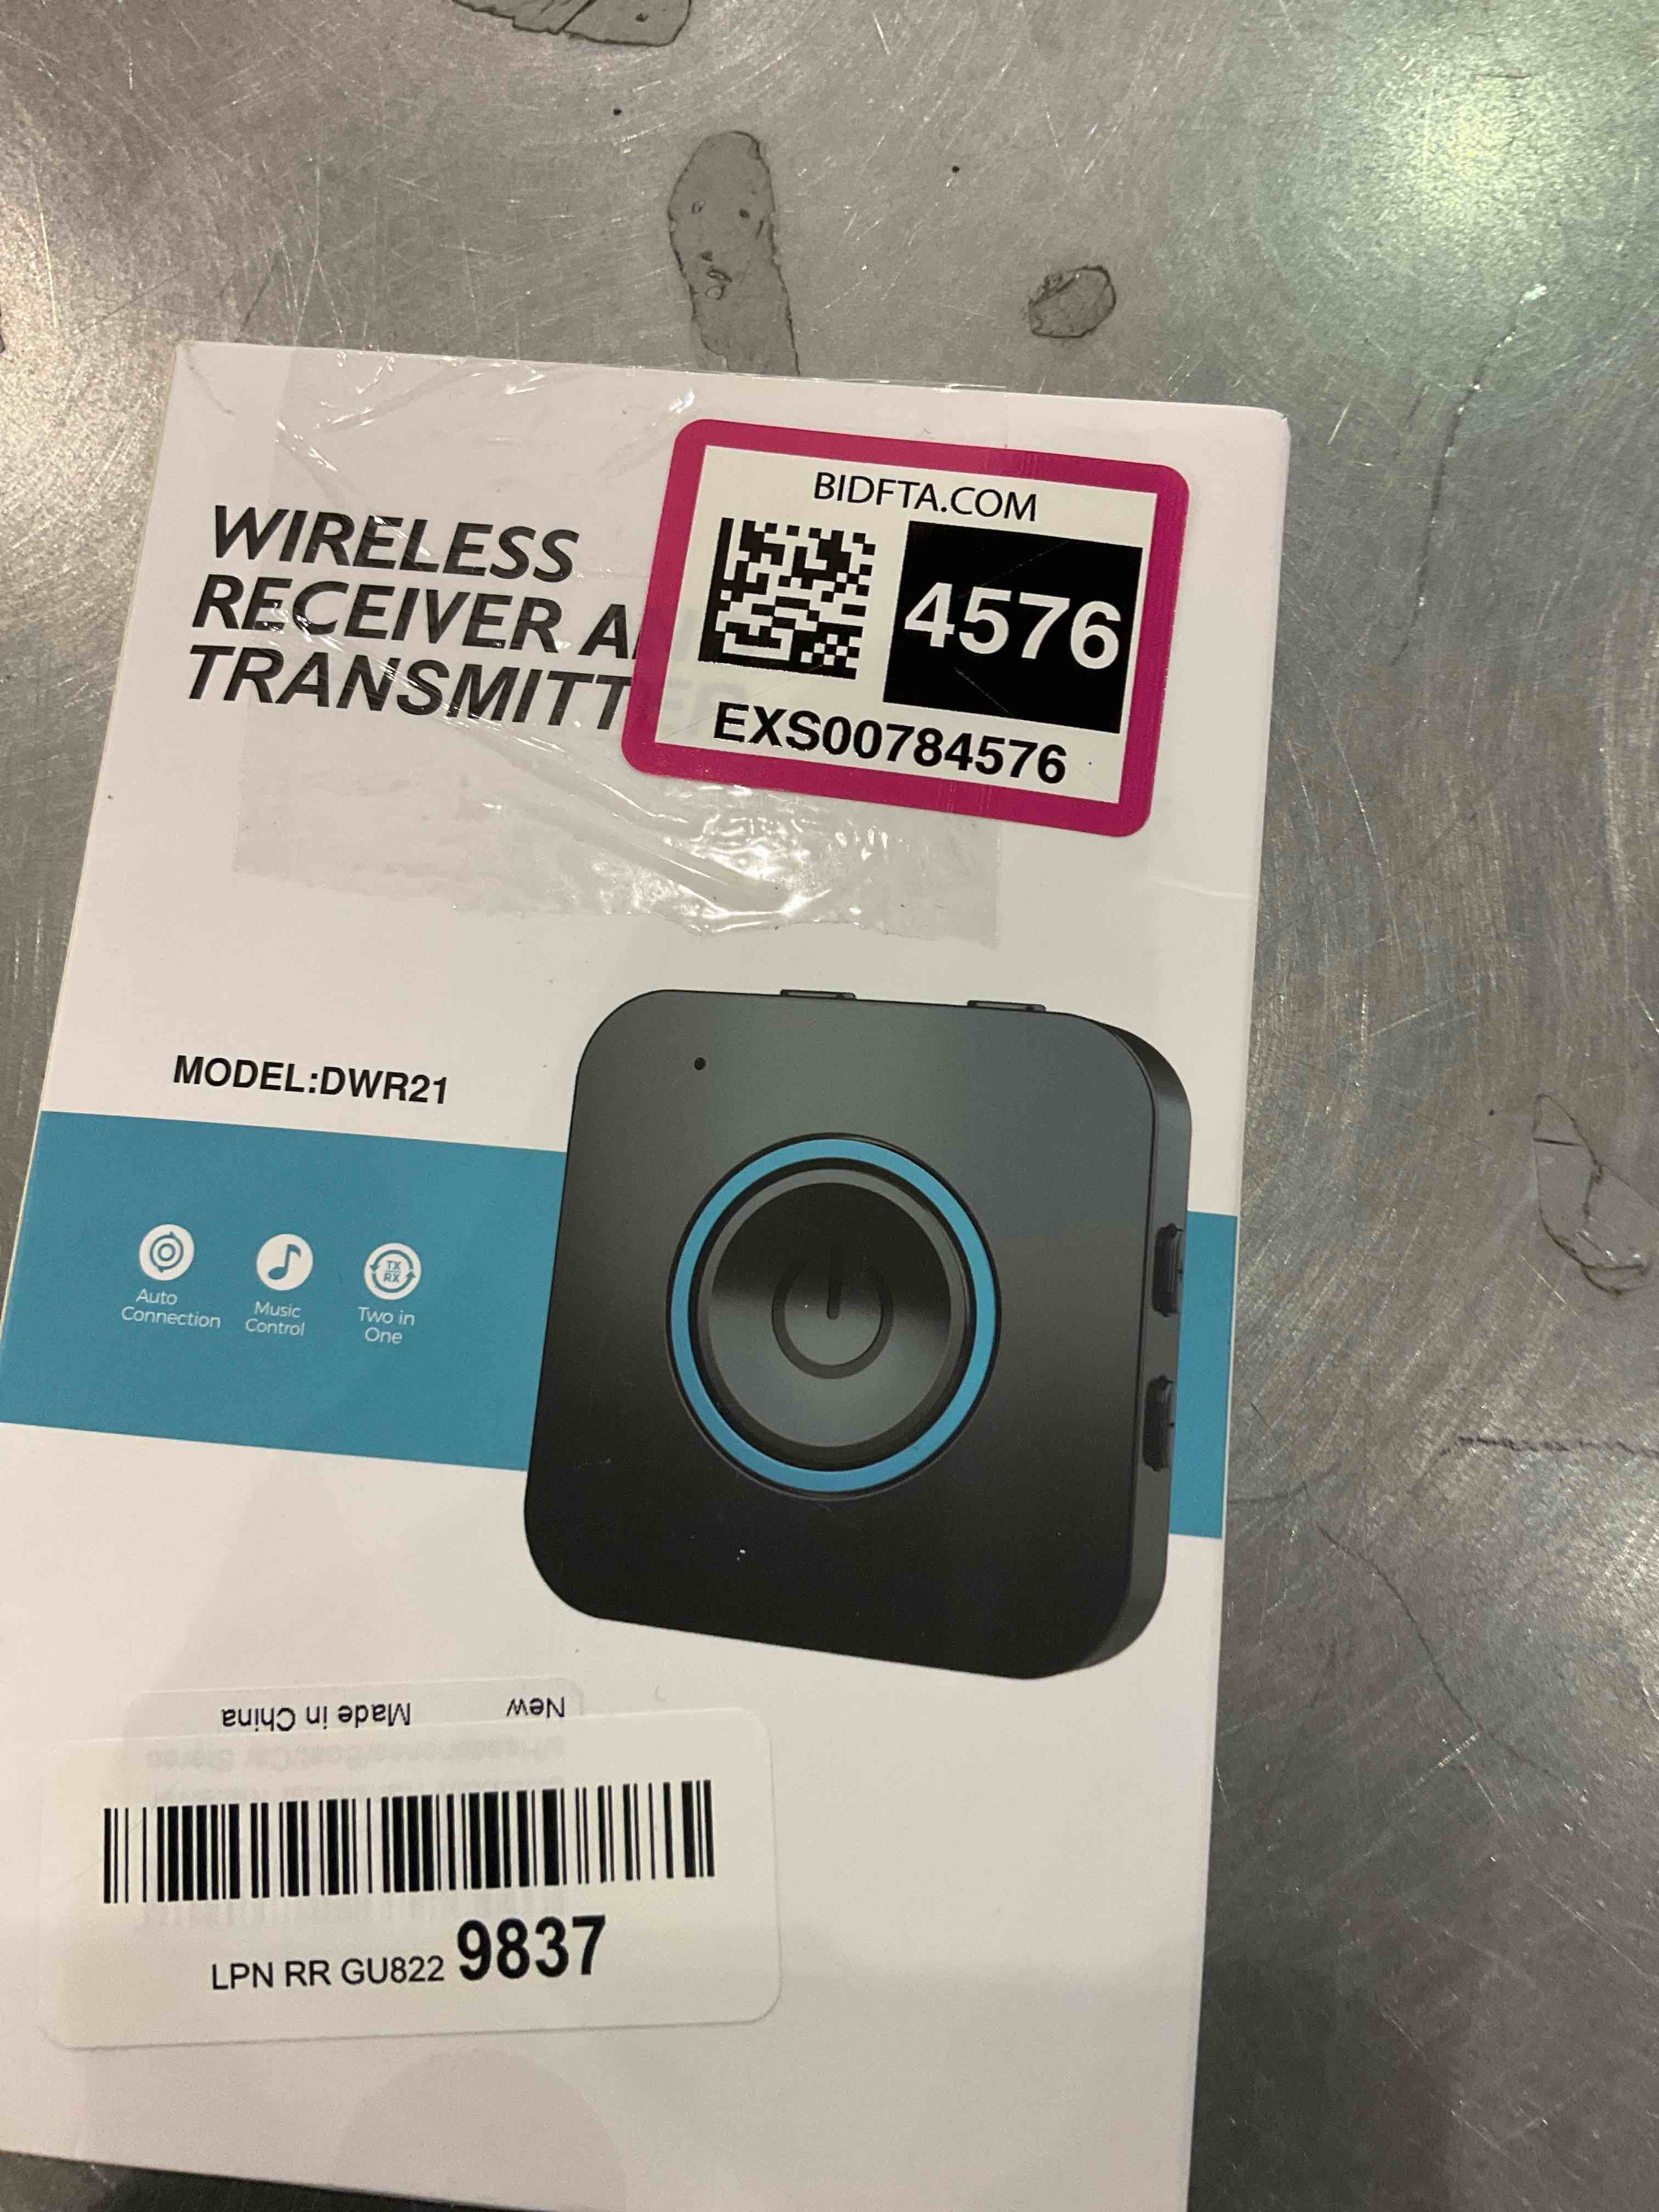 BIDFTA.COM
4576
EXS00784576
WIRELESS
RECEIVER A
TRANSMITTER
MODEL:DWR21
TX
RX
Auto
Connection
Music
Control
Two in
One
New Made in China
LPN RR GU822 9837